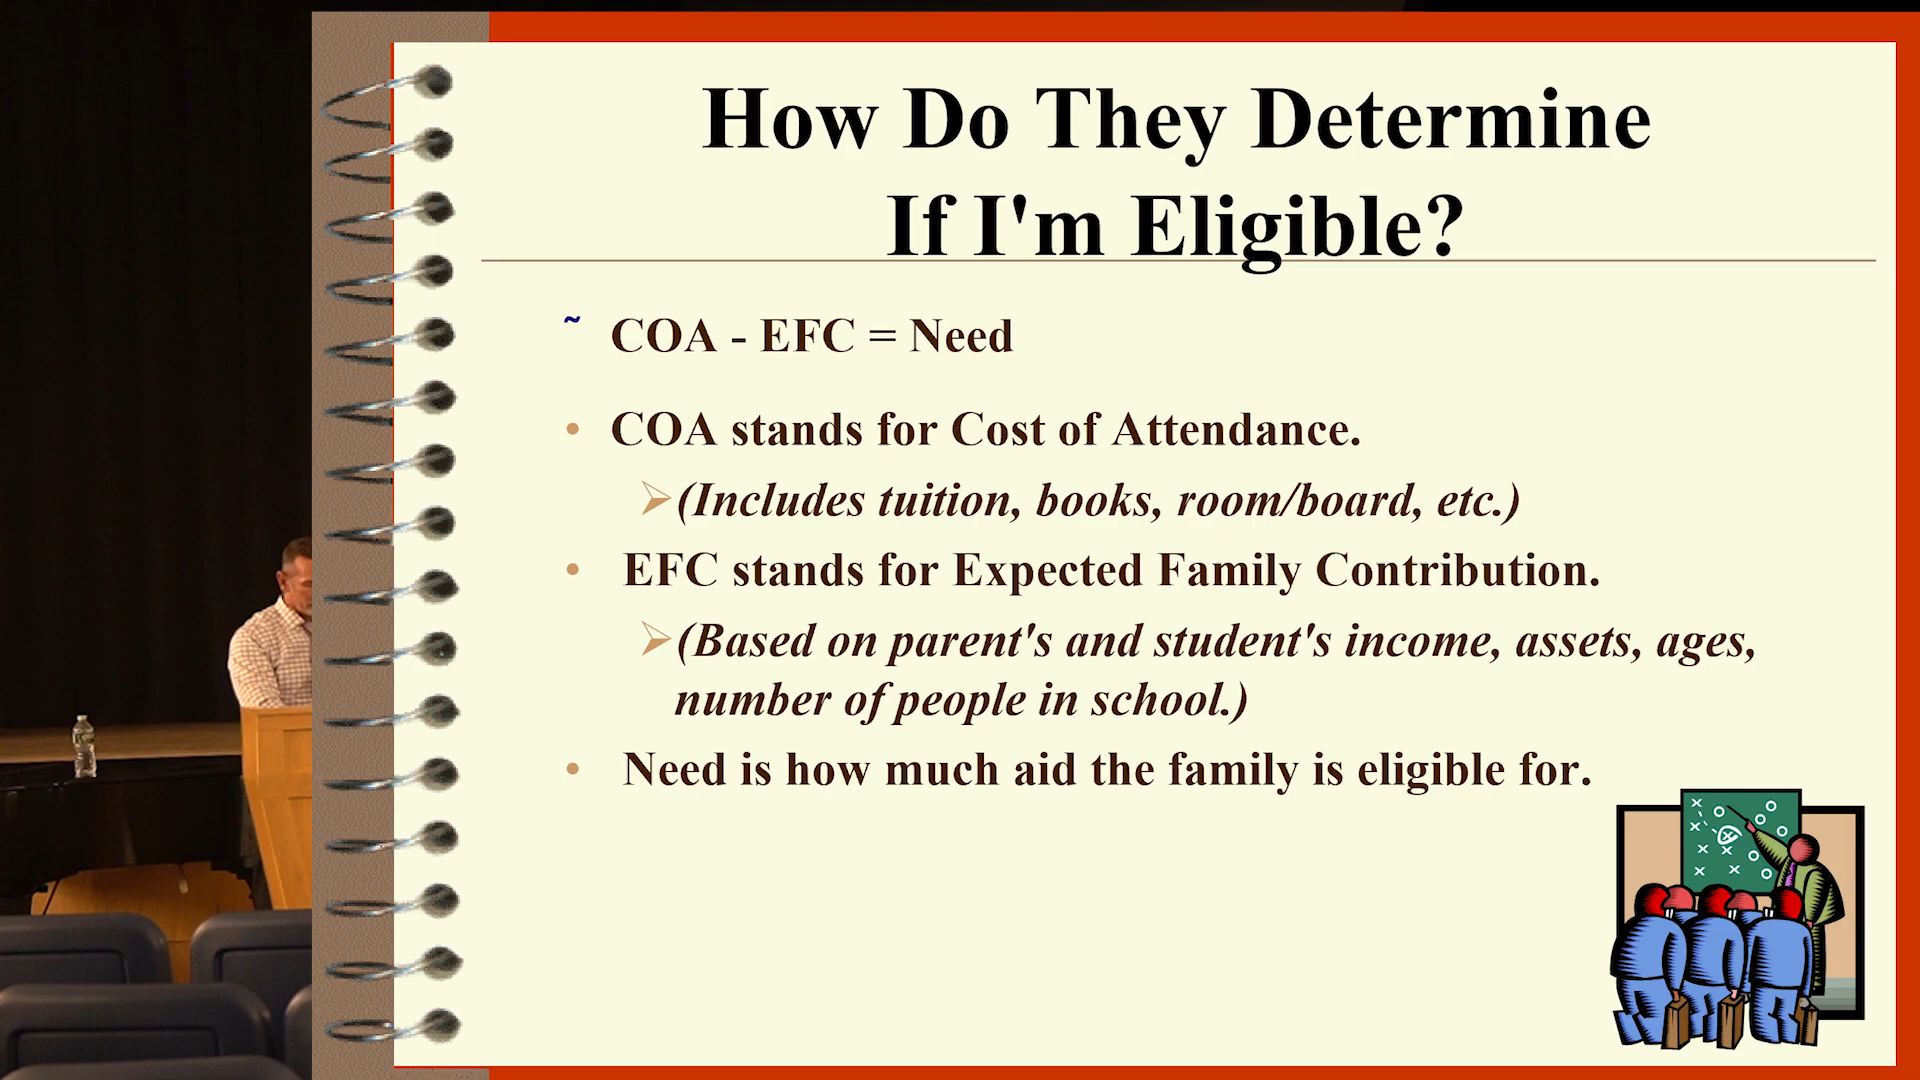 How Do They Determine
If I'm Eligible?
˜ COA - EFC = Need
• COA stands for Cost of Attendance.
➢(Includes tuition, books, room/board, etc.)
• EFC stands for Expected Family Contribution.
➢(Based on parent's and student's income, assets, ages,
number of people in school.)
• Need is how much aid the family is eligible for.